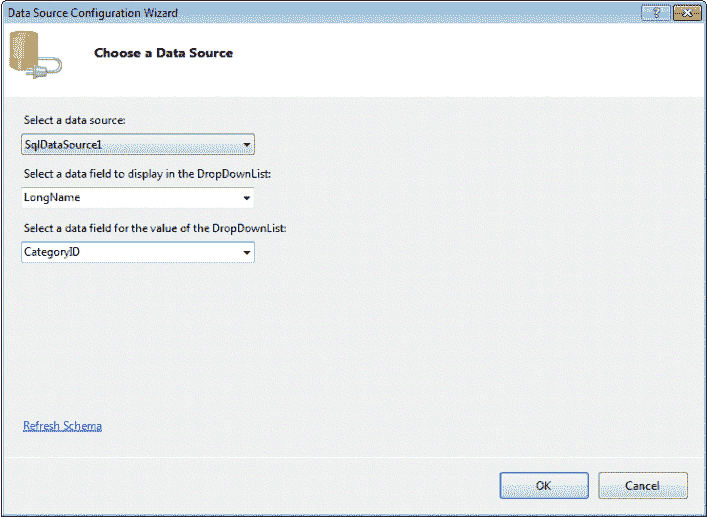 Data Source Configuration Wizard
?
Choose a Data Source
Select a data source:
SqlDataSource1
Select a data field to display in the DropDownList:
LongName
Select a data field for the value of the DropDownList:
CategoryID
Refresh Schema
OK
Cancel